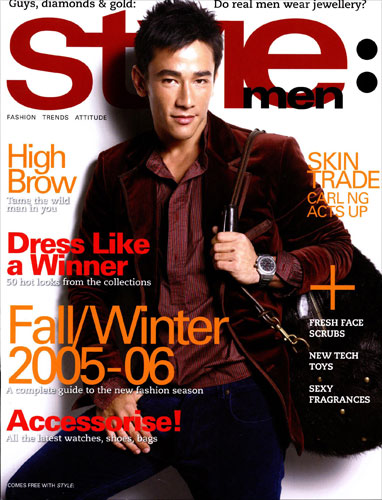 Guys, diamonds & gold: Do real men wear jewellery?
style:
men
FASHION TRENDS ATTITUDE
High
Brow
Tame the wild
man in you
SKIN
TRADE
CARL NG
ACTS UP
Dress Like
a Winner
50 hot looks from the collections
+
FRESH FACE
SCRUBS
NEW TECH
TOYS
SEXY
FRAGRANCES
Fall/Winter
2005-06
A complete guide to the new fashion season
Accessorise!
All the latest watches, shoes, bags
COMES FREE WITH STYLE: